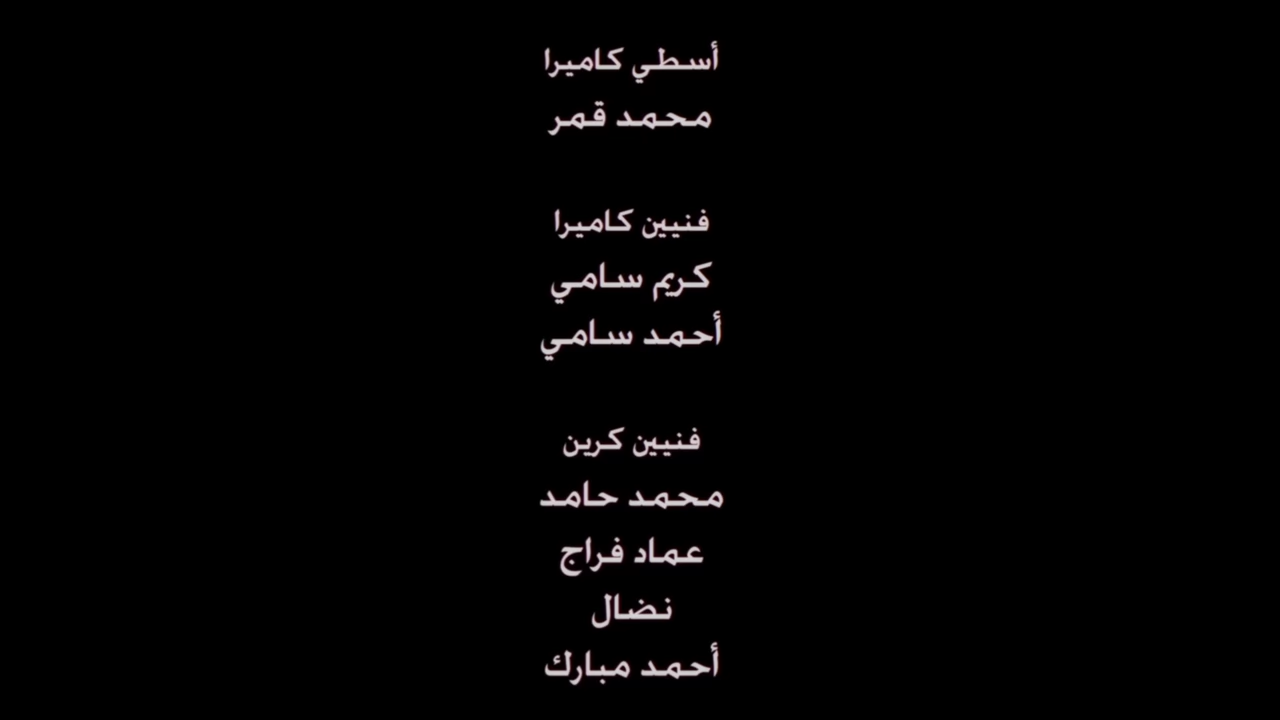 أسطي كاميرا
محمد قمر
فنيين كاميرا
كريم سامي
أحمد سامي
فنيين كرين
محمد حامد
عماد فراج
نضال
أحمد مبارك